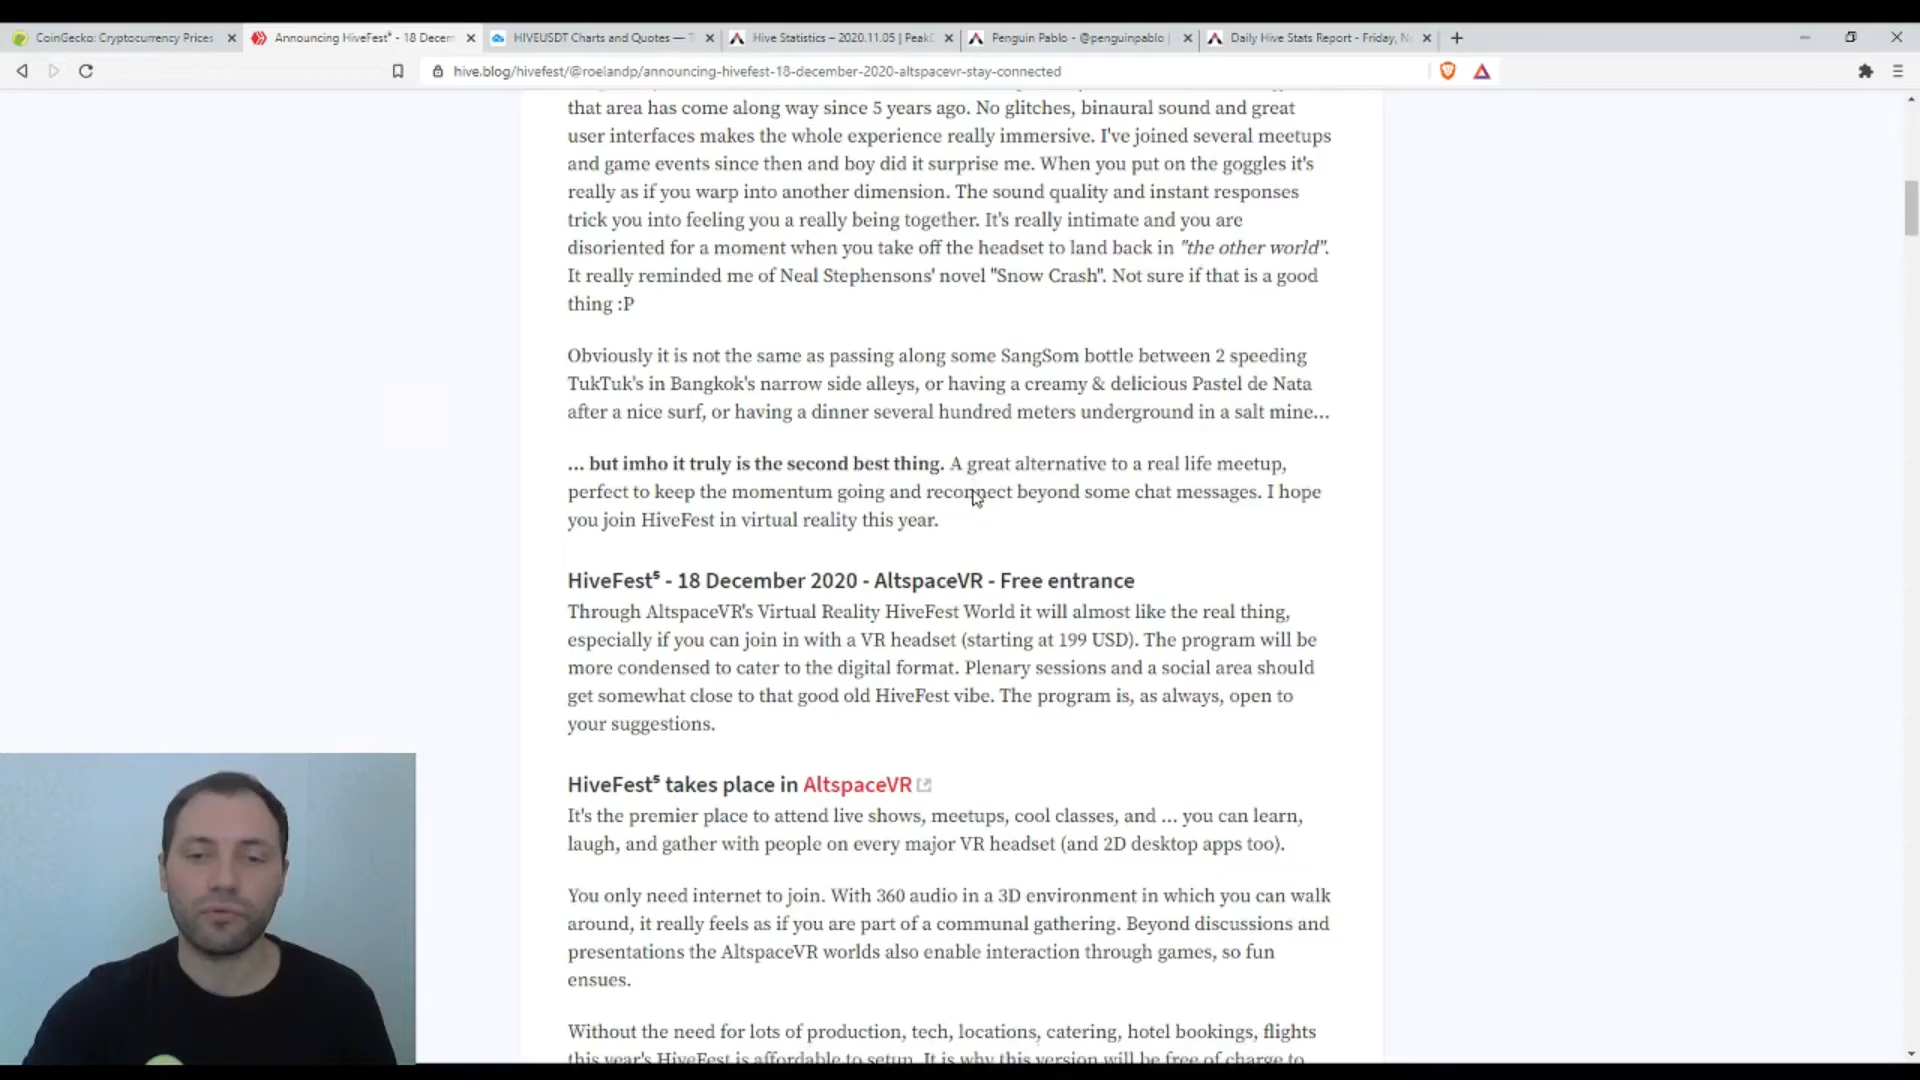 CoinGecko: Cryptocurrency Prices
Announcing HiveFest⁵ - 18 Decem
HIVEUSDT Charts and Quotes — T
Hive Statistics – 2020.11.05 | Peak
Penguin Pablo - @penguinpablo |
Daily Hive Stats Report - Friday, N
hive.blog/hivefest/@roelandp/announcing-hivefest-18-december-2020-altspacevr-stay-connected
that area has come along way since 5 years ago. No glitches, binaural sound and great
user interfaces makes the whole experience really immersive. I've joined several meetups
and game events since then and boy did it surprise me. When you put on the goggles it's
really as if you warp into another dimension. The sound quality and instant responses
trick you into feeling you a really being together. It's really intimate and you are
disoriented for a moment when you take off the headset to land back in "the other world".
It really reminded me of Neal Stephensons' novel "Snow Crash". Not sure if that is a good
thing :P
Obviously it is not the same as passing along some SangSom bottle between 2 speeding
TukTuk's in Bangkok's narrow side alleys, or having a creamy & delicious Pastel de Nata
after a nice surf, or having a dinner several hundred meters underground in a salt mine...
... but imho it truly is the second best thing. A great alternative to a real life meetup,
perfect to keep the momentum going and reconnect beyond some chat messages. I hope
you join HiveFest in virtual reality this year.
HiveFest⁵ - 18 December 2020 - AltspaceVR - Free entrance
Through AltspaceVR's Virtual Reality HiveFest World it will almost like the real thing,
especially if you can join in with a VR headset (starting at 199 USD). The program will be
more condensed to cater to the digital format. Plenary sessions and a social area should
get somewhat close to that good old HiveFest vibe. The program is, as always, open to
your suggestions.
HiveFest⁵ takes place in AltspaceVR
It's the premier place to attend live shows, meetups, cool classes, and ... you can learn,
laugh, and gather with people on every major VR headset (and 2D desktop apps too).
You only need internet to join. With 360 audio in a 3D environment in which you can walk
around, it really feels as if you are part of a communal gathering. Beyond discussions and
presentations the AltspaceVR worlds also enable interaction through games, so fun
ensues.
Without the need for lots of production, tech, locations, catering, hotel bookings, flights
this year's HiveFest is affordable to setup. It is why this version will be free of charge to